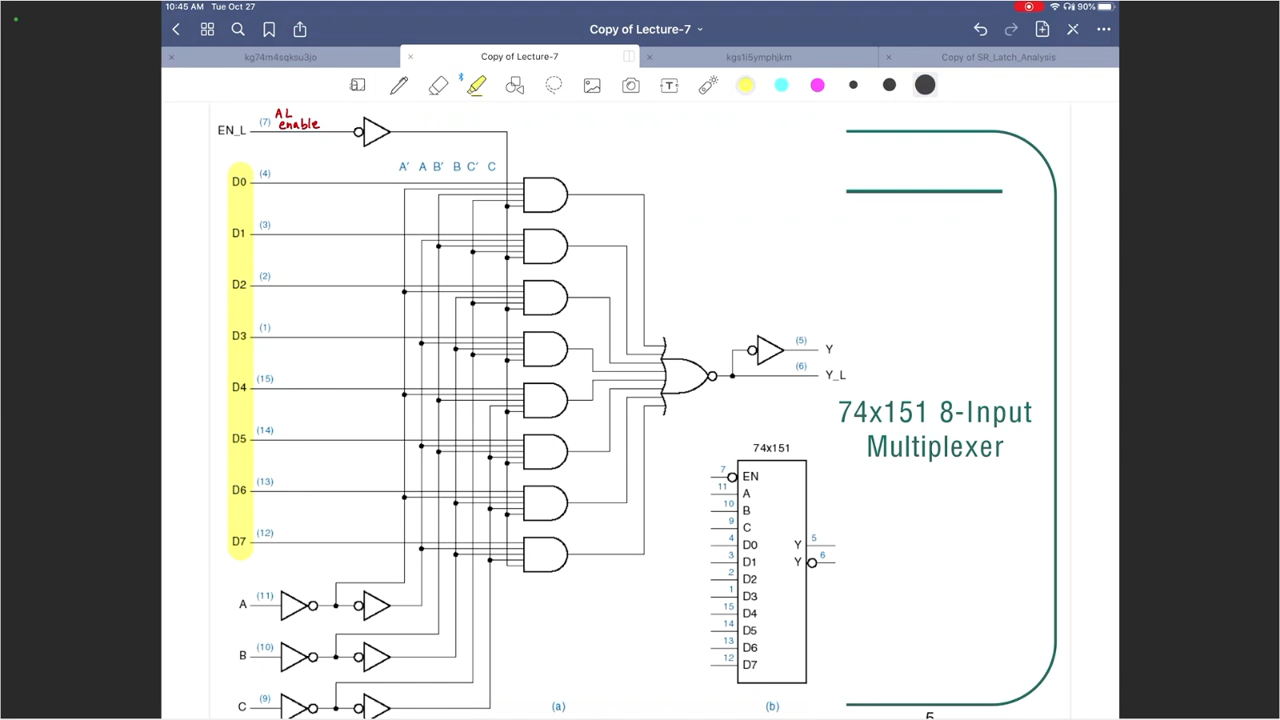 10:45 AM Tue Oct 27
90%
Copy of Lecture-7
kg74m4sqksu3jo
Copy of Lecture-7
kgs1i5ymphjkm
Copy of SR_Latch_Analysis
EN_L (7) AL enable
A' A B' B C' C
D0 (4)
D1 (3)
D2 (2)
D3 (1)
D4 (15)
D5 (14)
D6 (13)
D7 (12)
A (11)
B (10)
C (9)
(5) Y
(6) Y_L
74x151 8-Input
Multiplexer
74x151
7 EN
11 A
10 B
9 C
4 D0 Y 5
3 D1 Y 6
2 D2
1 D3
15 D4
14 D5
13 D6
12 D7
(a) (b)
5